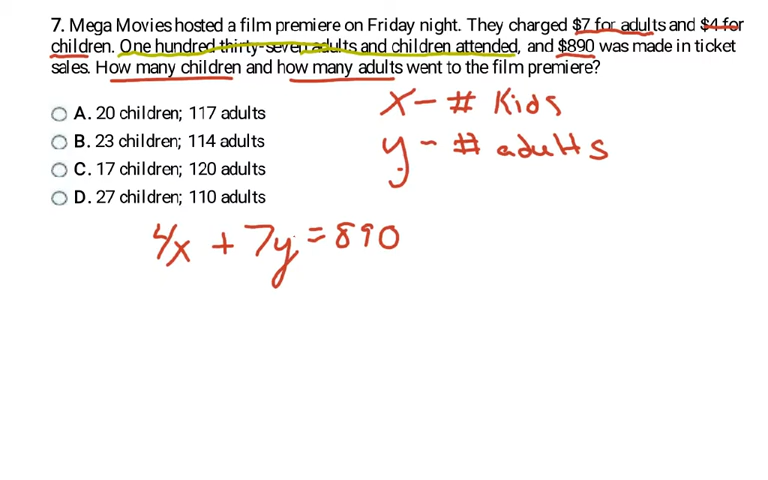 7. Mega Movies hosted a film premiere on Friday night. They charged $7 for adults and $4 for
children. One hundred thirty-seven adults and children attended, and $890 was made in ticket
sales. How many children and how many adults went to the film premiere?
x - # Kids
A. 20 children; 117 adults
B. 23 children; 114 adults
y - # adults
C. 17 children; 120 adults
D. 27 children; 110 adults
4x + 7y = 890